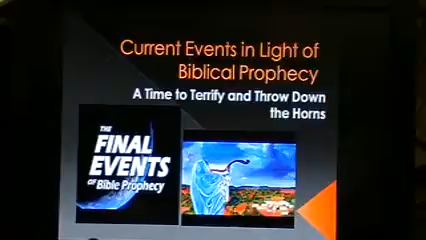 Current Events in Light of
Biblical Prophecy
A Time to Terrify and Throw Down
the Horns
THE
FINAL
EVENTS
OF Bible Prophecy